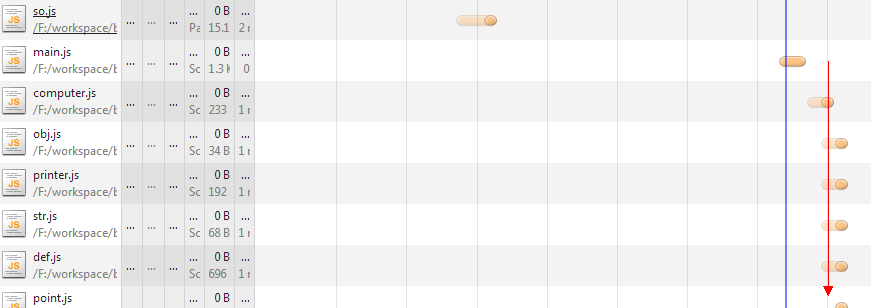 so.js
/F:/workspace/b
... ... ... ... 0 B ...
Pa 15.1 2 r
main.js
/F:/workspace/b
... ... ... ... 0 B ...
Sc 1.3 K 0
computer.js
/F:/workspace/b
... ... ... ... 0 B ...
Sc 233 1 r
obj.js
/F:/workspace/b
... ... ... ... 0 B ...
Sc 34 B 1 r
printer.js
/F:/workspace/b
... ... ... ... 0 B ...
Sc 192 1 r
str.js
/F:/workspace/b
... ... ... ... 0 B ...
Sc 68 B 1 r
def.js
/F:/workspace/b
... ... ... ... 0 B ...
Sc 696 1 r
point.js
... 0 B ...
JS
JS
JS
JS
JS
JS
JS